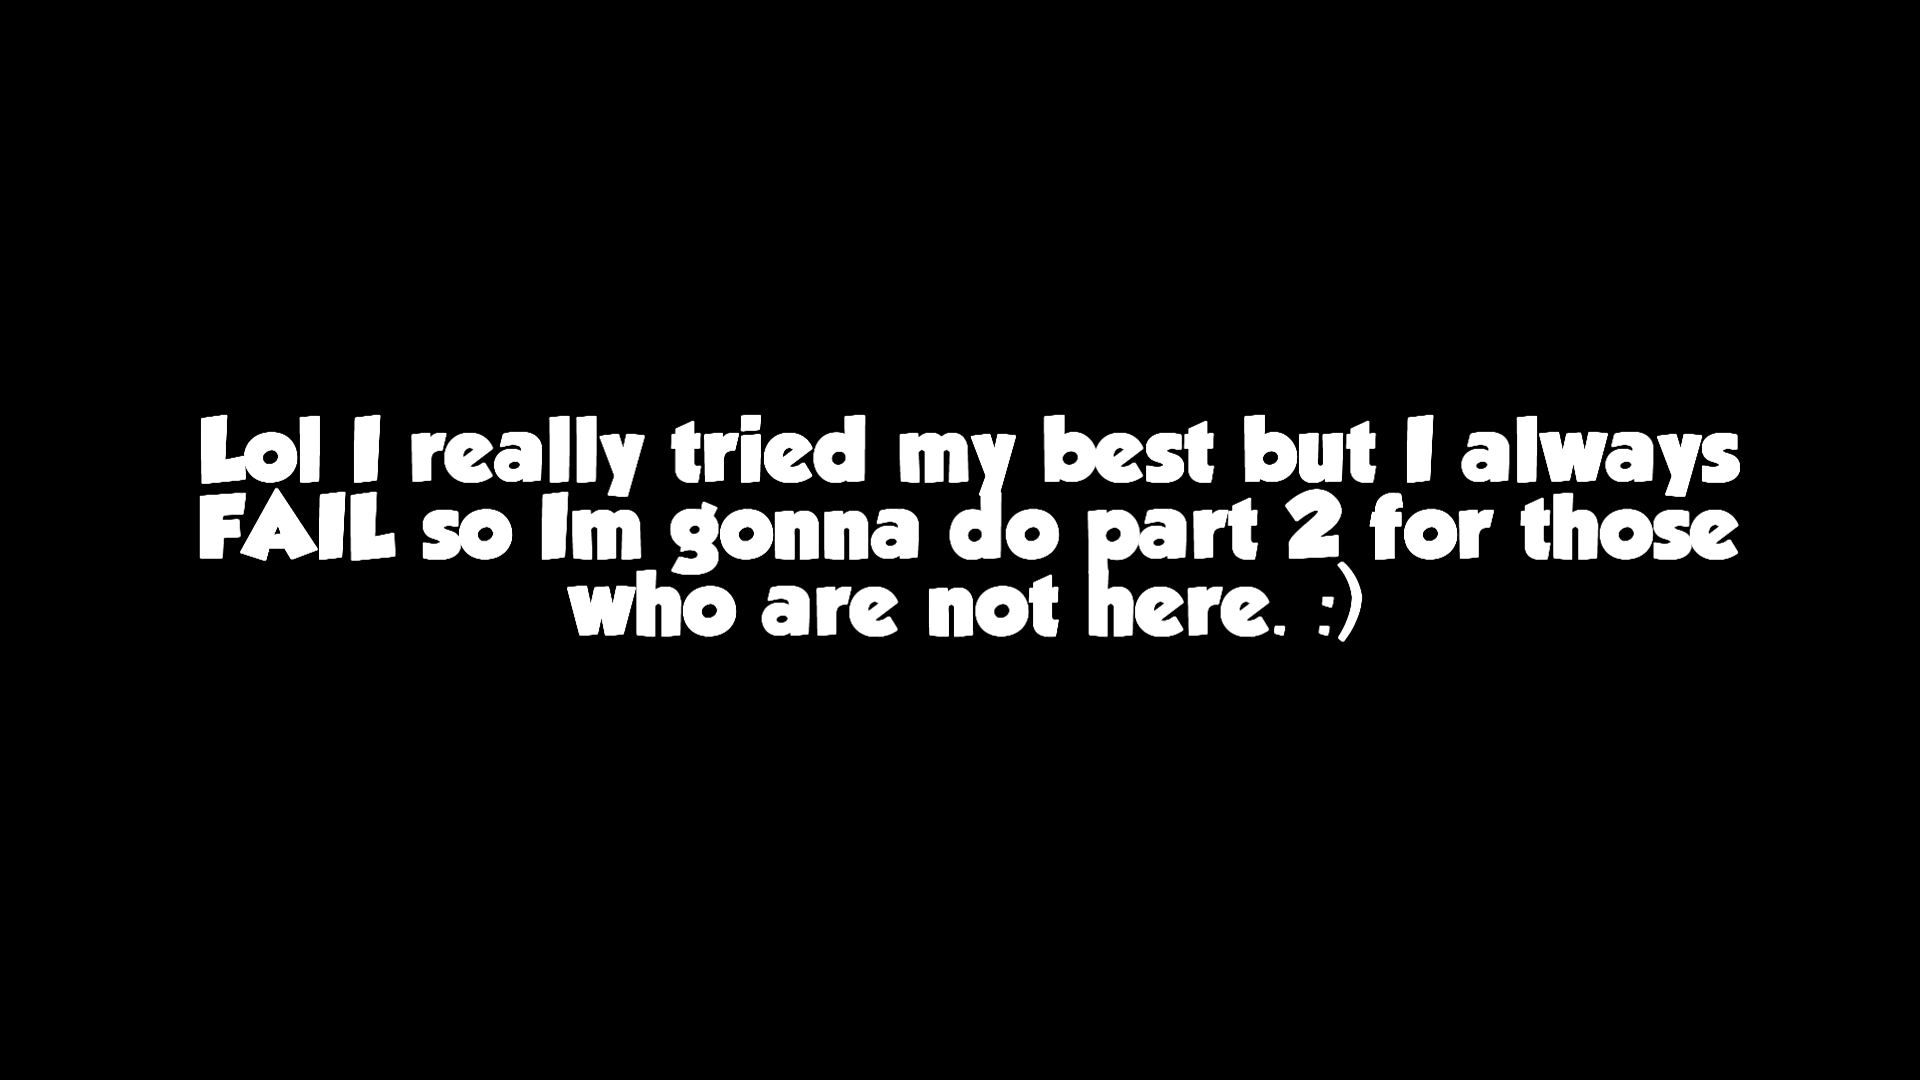 Lol I really tried my best but I always
FAIL so Im gonna do part 2 for those
who are not here. :)